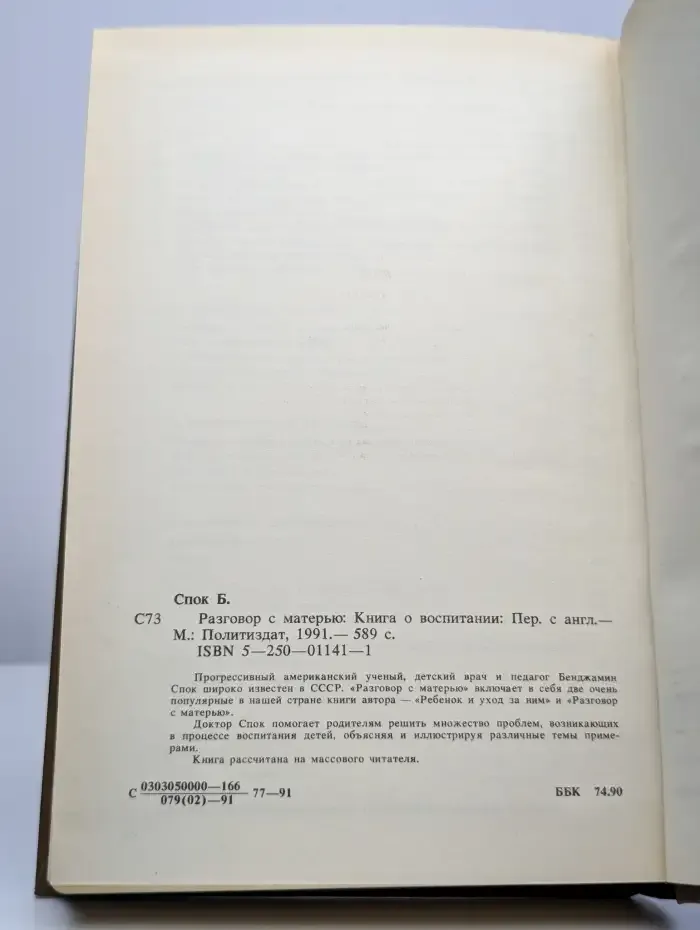 Спок Б.
С73 Разговор с матерью: Книга о воспитании: Пер. с англ.—
М.: Политиздат, 1991.— 589 с.
ISBN 5—250—01141—1
Прогрессивный американский ученый, детский врач и педагог Бенджамин
Спок широко известен в СССР. «Разговор с матерью» включает в себя две очень
популярные в нашей стране книги автора — «Ребенок и уход за ним» и «Разговор
с матерью».
Доктор Спок помогает родителям решить множество проблем, возникающих
в процессе воспитания детей, объясняя и иллюстрируя различные темы приме-
рами.
Книга рассчитана на массового читателя.
0303050000—166
С 77—91 ББК 74.90
079(02)—91